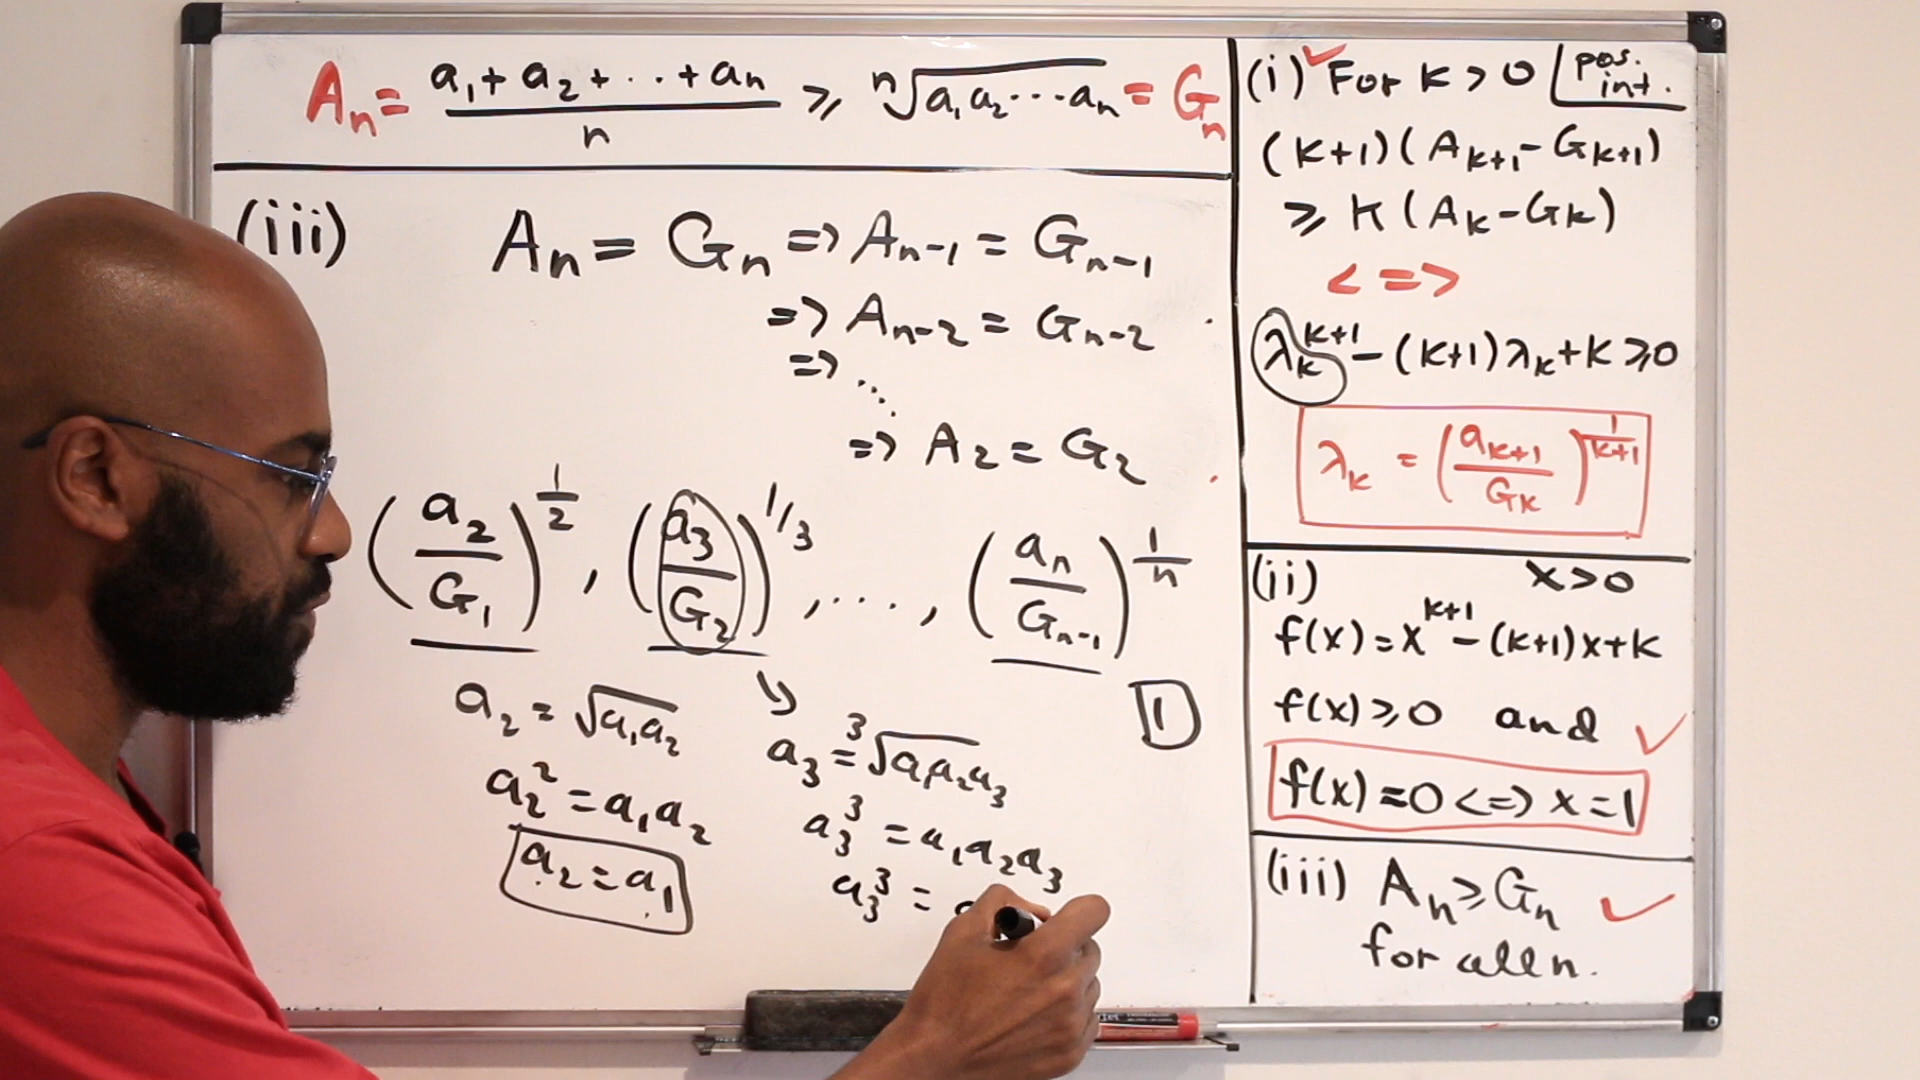 Aₙ = (a₁ + a₂ + ... + aₙ)/n ⩾ ⁿ√(a₁a₂...aₙ) = Gₙ
(iii) Aₙ = Gₙ => Aₙ₋₁ = Gₙ₋₁
=> Aₙ₋₂ = Gₙ₋₂
=> ...
=> A₂ = G₂
(a₂/G₁)^(1/2), (a₃/G₂)^(1/3), ..., (aₙ/Gₙ₋₁)^(1/n)
1
a₂ = √(a₁a₂)
a₂² = a₁a₂
a₂ = a₁
a₃ = ³√(a₁a₂a₃)
a₃³ = a₁a₂a₃
a₃³ =
(i) ✓ For k > 0 pos. int.
(k+1)(Aₖ₊₁ - Gₖ₊₁)
⩾ k(Aₖ - Gₖ)
<=>
λₖ^(k+1) - (k+1)λₖ + k ⩾ 0
λₖ = (aₖ₊₁/Gₖ)^(1/(k+1))
(ii) x > 0
f(x) = x^(k+1) - (k+1)x + k
f(x) ⩾ 0 and ✓
f(x) = 0 <=> x = 1
(iii) Aₙ ⩾ Gₙ ✓
for all n.